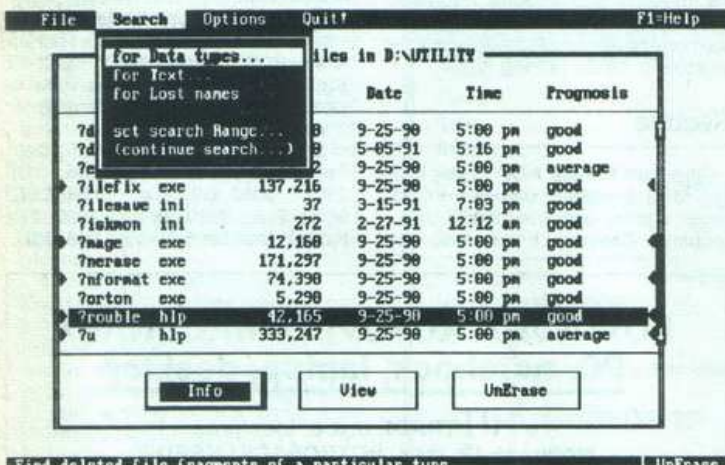 File Search Options Quit! F1=Help
for Data types...
for Text...
for Lost names
set search Range...
(continue search...)
iles in D:\UTILITY
Date Time Prognosis
?d 9-25-90 5:00 pm good
?d 5-05-91 5:16 pm good
?e 2 9-25-90 5:00 pm average
?ilefix exe 137,216 9-25-90 5:00 pm good
?ilesave ini 37 3-15-91 7:03 pm good
?iskmon ini 272 2-27-91 12:12 am good
?mage exe 12,160 9-25-90 5:00 pm good
?nerase exe 171,297 9-25-90 5:00 pm good
?nformat exe 74,390 9-25-90 5:00 pm good
?orton exe 5,290 9-25-90 5:00 pm good
?rouble hlp 42,165 9-25-90 5:00 pm good
?u hlp 333,247 9-25-90 5:00 pm average
Info View UnErase
Find deleted file fragments of a particular type UnErase